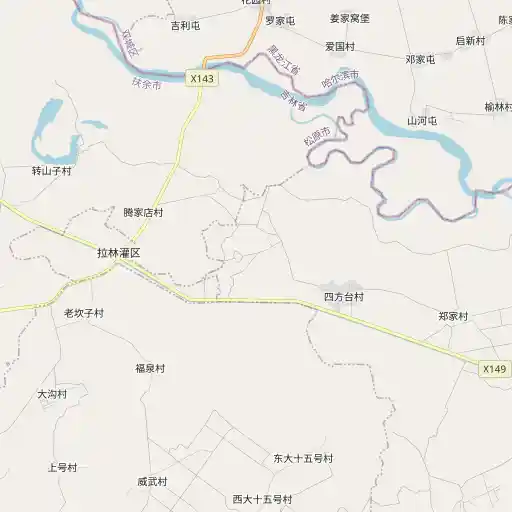 花园村
吉利屯
罗家屯
姜家窝堡
陈家
双城区
爱国村
启新村
邓家屯
黑龙江省
哈尔滨市
X143
扶余市
吉林省
榆林村
山河屯
松原市
转山子村
腾家店村
拉林灌区
四方台村
老坎子村
郑家村
福泉村
X149
大沟村
东大十五号村
上号村
威武村
西大十五号村